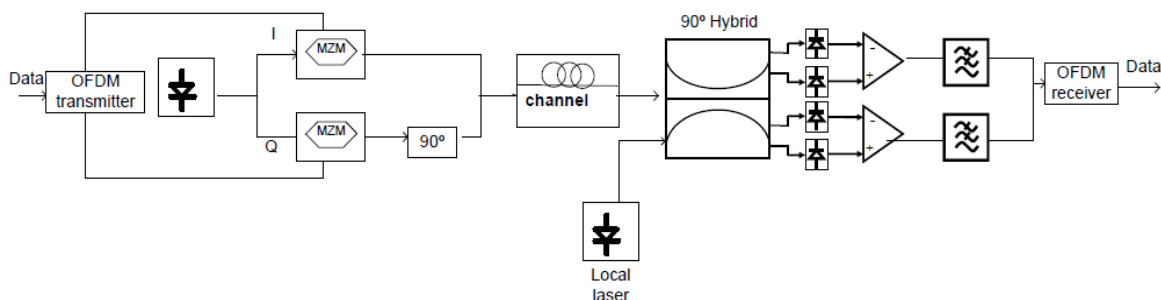 90º Hybrid
I
MZM
Data
OFDM
transmitter
channel
OFDM
receiver
Data
Q
MZM
90º
-
+
-
+
Local
laser